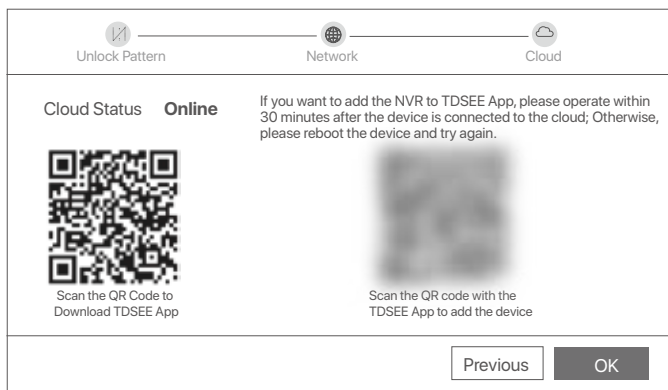 Unlock Pattern
Network
Cloud
Cloud Status Online
If you want to add the NVR to TDSEE App, please operate within
30 minutes after the device is connected to the cloud; Otherwise,
please reboot the device and try again.
Scan the QR Code to
Download TDSEE App
Scan the QR code with the
TDSEE App to add the device
Previous
OK